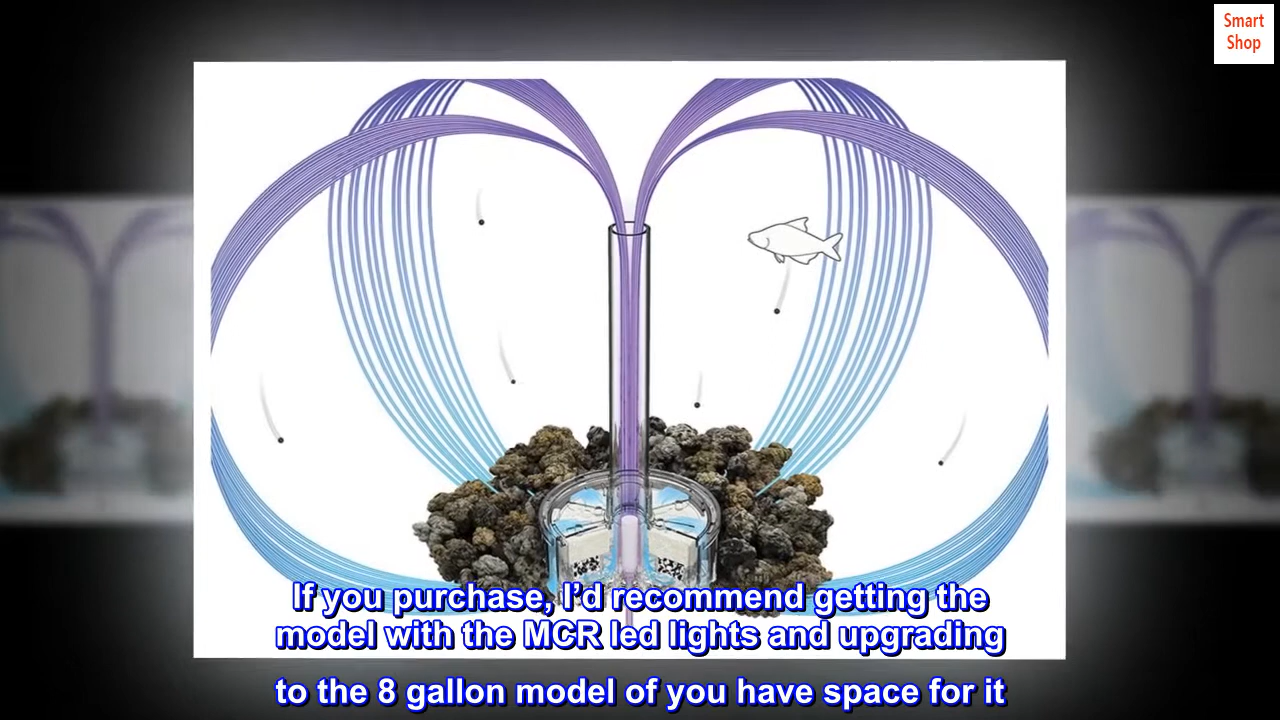 Smart
Shop
If you purchase, I’d recommend getting the
model with the MCR led lights and upgrading
to the 8 gallon model of you have space for it